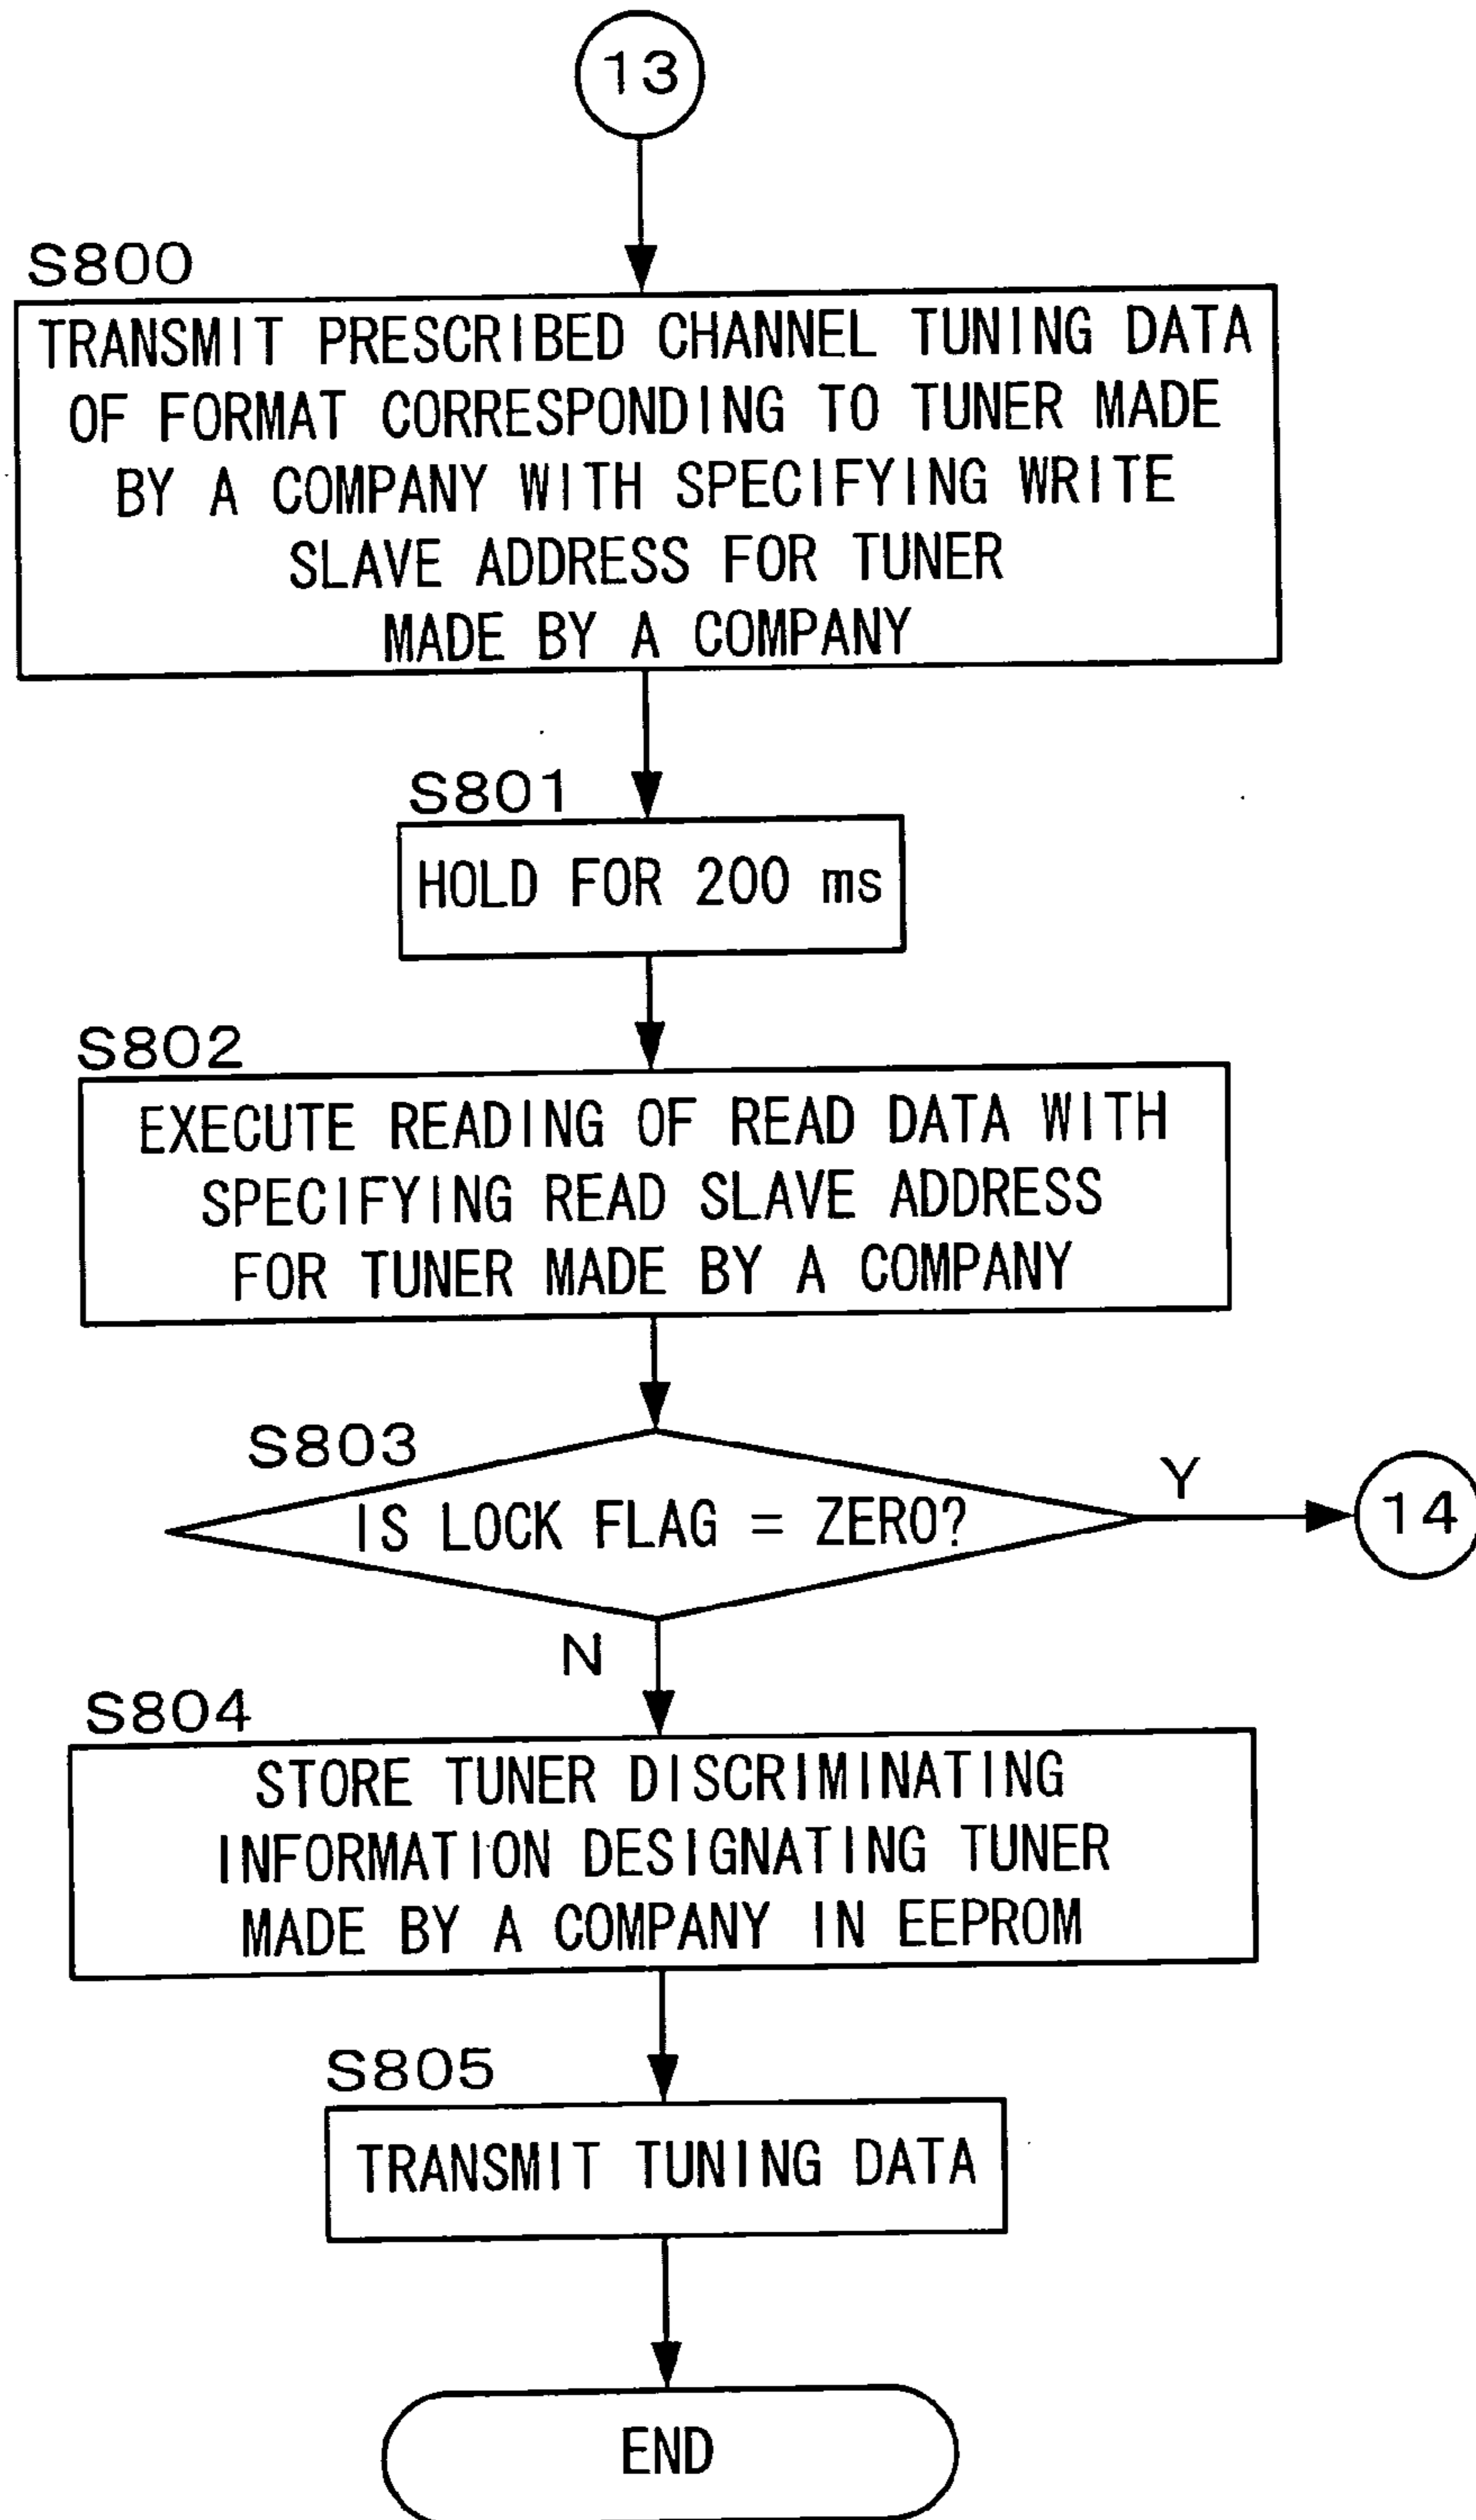 13
S800
TRANSMIT PRESCRIBED CHANNEL TUNING DATA
OF FORMAT CORRESPONDING TO TUNER MADE
BY A COMPANY WITH SPECIFYING WRITE
SLAVE ADDRESS FOR TUNER
MADE BY A COMPANY
S801
HOLD FOR 200 ms
S802
EXECUTE READING OF READ DATA WITH
SPECIFYING READ SLAVE ADDRESS
FOR TUNER MADE BY A COMPANY
S803
IS LOCK FLAG = ZERO?
Y
14
N
S804
STORE TUNER DISCRIMINATING
INFORMATION DESIGNATING TUNER
MADE BY A COMPANY IN EEPROM
S805
TRANSMIT TUNING DATA
END